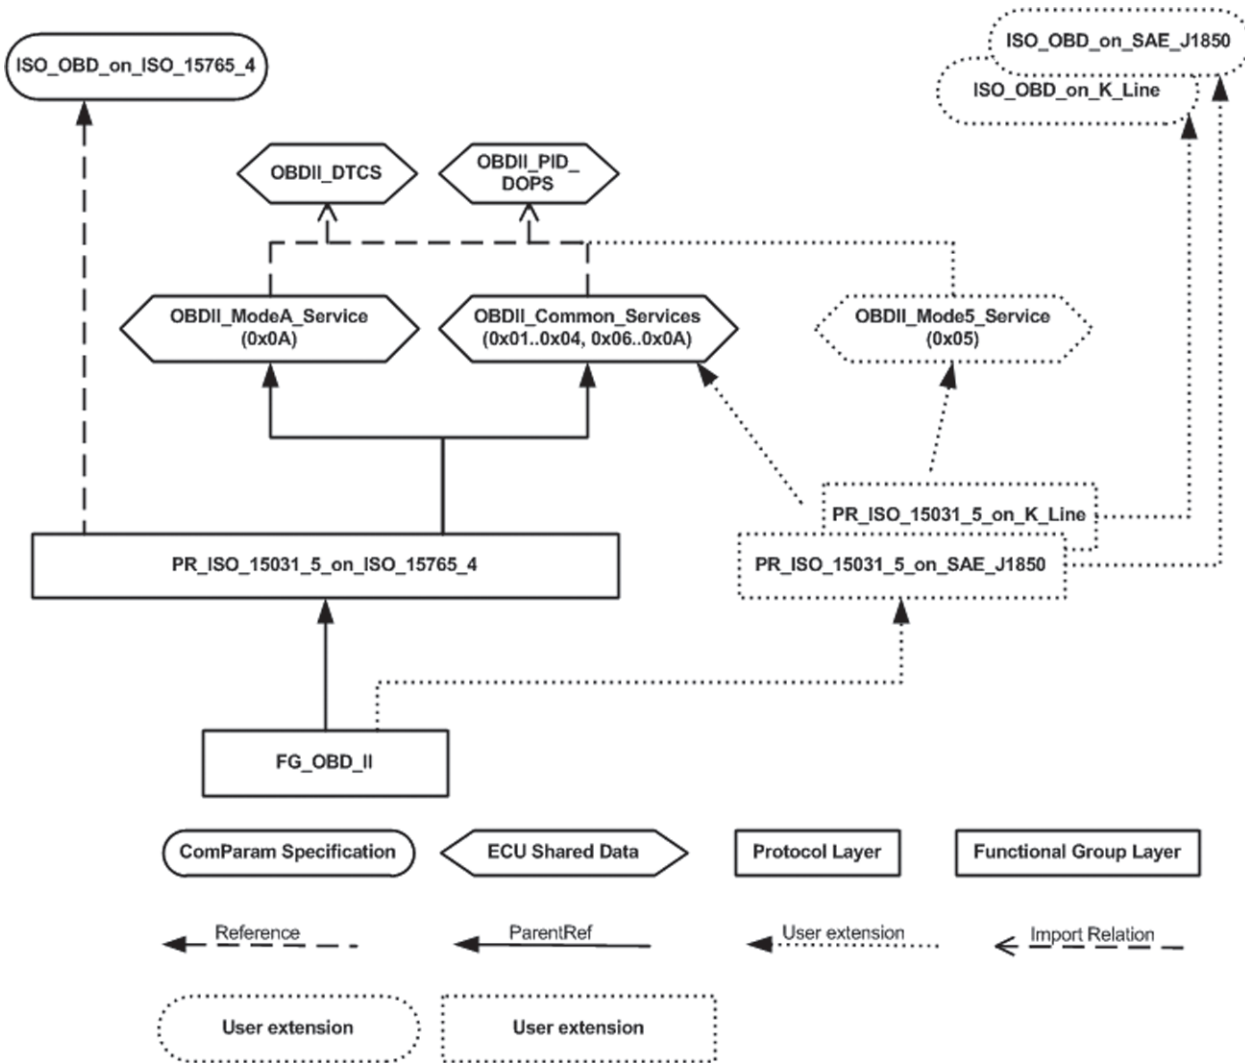 ISO_OBD_on_SAE_J1850
ISO_OBD_on_ISO_15765_4
ISO_OBD_on_K_Line
OBDII_DTCS
OBDII_PID_
DOPS
OBDII_ModeA_Service
(0x0A)
OBDII_Common_Services
(0x01..0x04, 0x06..0x0A)
OBDII_Mode5_Service
(0x05)
PR_ISO_15031_5_on_K_Line
PR_ISO_15031_5_on_ISO_15765_4
PR_ISO_15031_5_on_SAE_J1850
FG_OBD_II
ComParam Specification
ECU Shared Data
Protocol Layer
Functional Group Layer
Reference
ParentRef
User extension
Import Relation
User extension
User extension